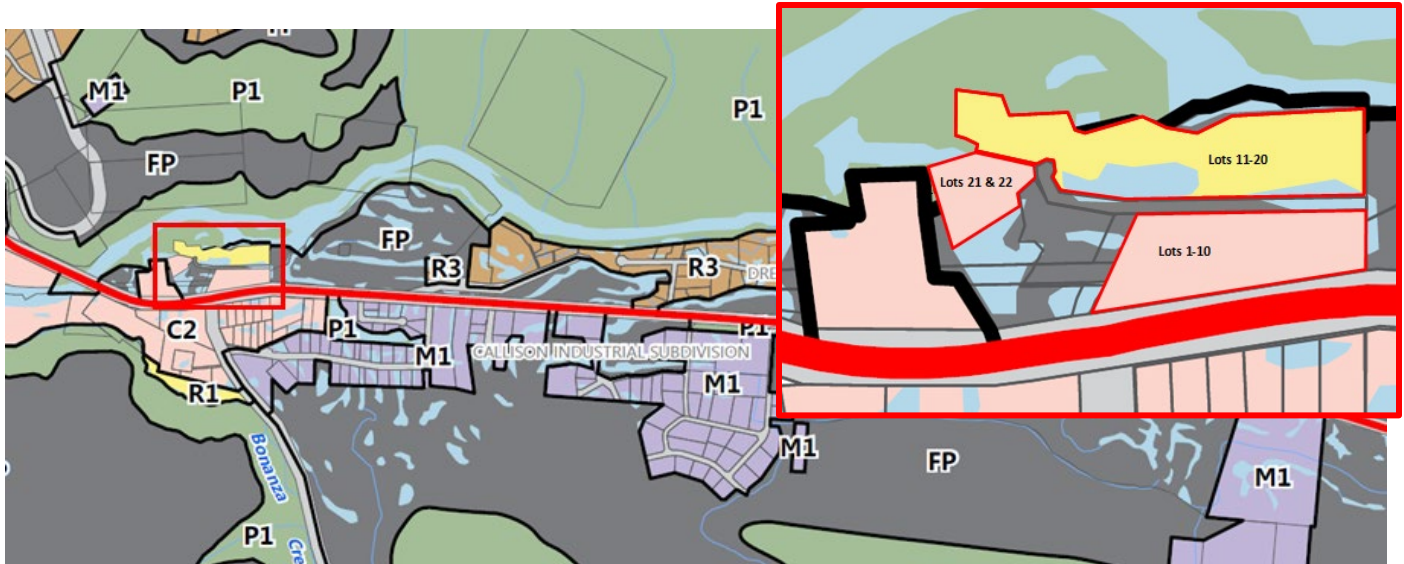 M1
P1
P1
FP
FP
R3
R3
DRE
C2
P1
P1
M1
CALLISON INDUSTRIAL SUBDIVISION
M1
R1
Bonanza
Cre
P1
M1
FP
M1
Lots 11-20
Lots 21 & 22
Lots 1-10